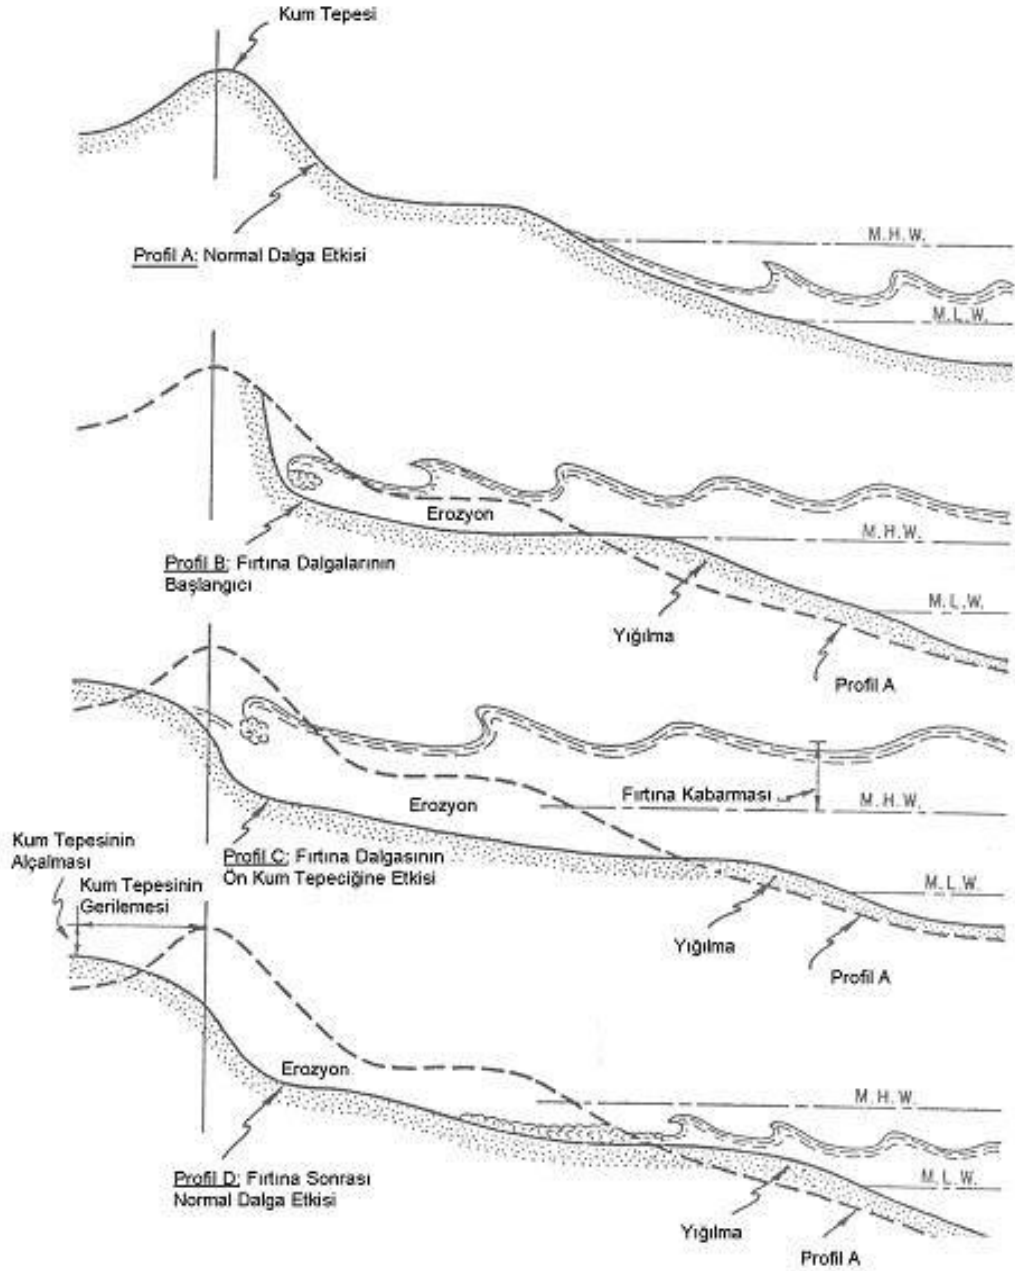 Kum Tepesi
M.H.W.
Profil A: Normal Dalga Etkisi
M.L.W.
Erozyon
M.H.W.
Profil B: Fırtına Dalgalarının
Başlangıcı
M.L.W.
Yığılma
Profil A
Fırtına Kabarması
Erozyon
M.H.W.
Kum Tepesinin
Alçalması
Profil C: Fırtına Dalgasının
Ön Kum Tepeciğine Etkisi
M.L.W.
Kum Tepesinin
Gerilemesi
Yığılma
Profil A
Erozyon
M.H.W.
Profil D: Fırtına Sonrası
Normal Dalga Etkisi
M.L.W.
Yığılma
Profil A